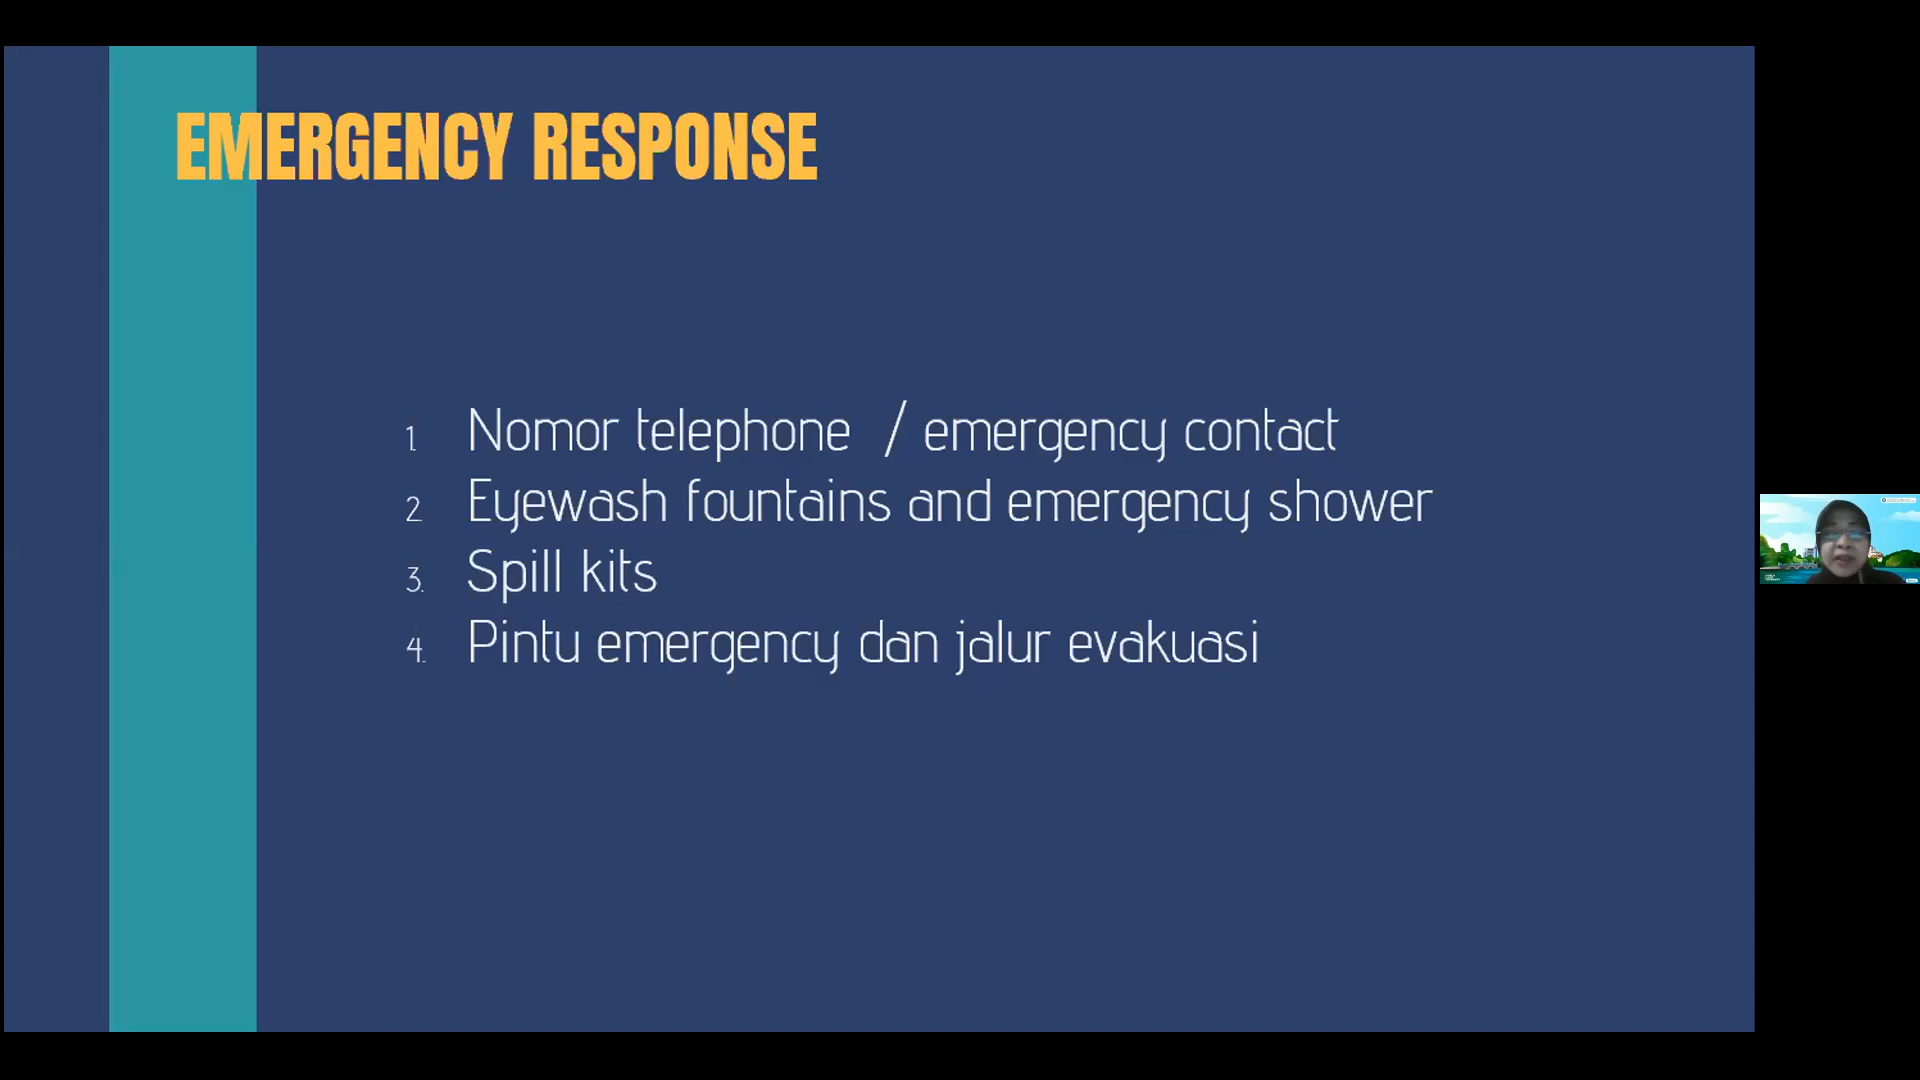 EMERGENCY RESPONSE
1. Nomor telephone / emergency contact
2. Eyewash fountains and emergency shower
3. Spill kits
4. Pintu emergency dan jalur evakuasi